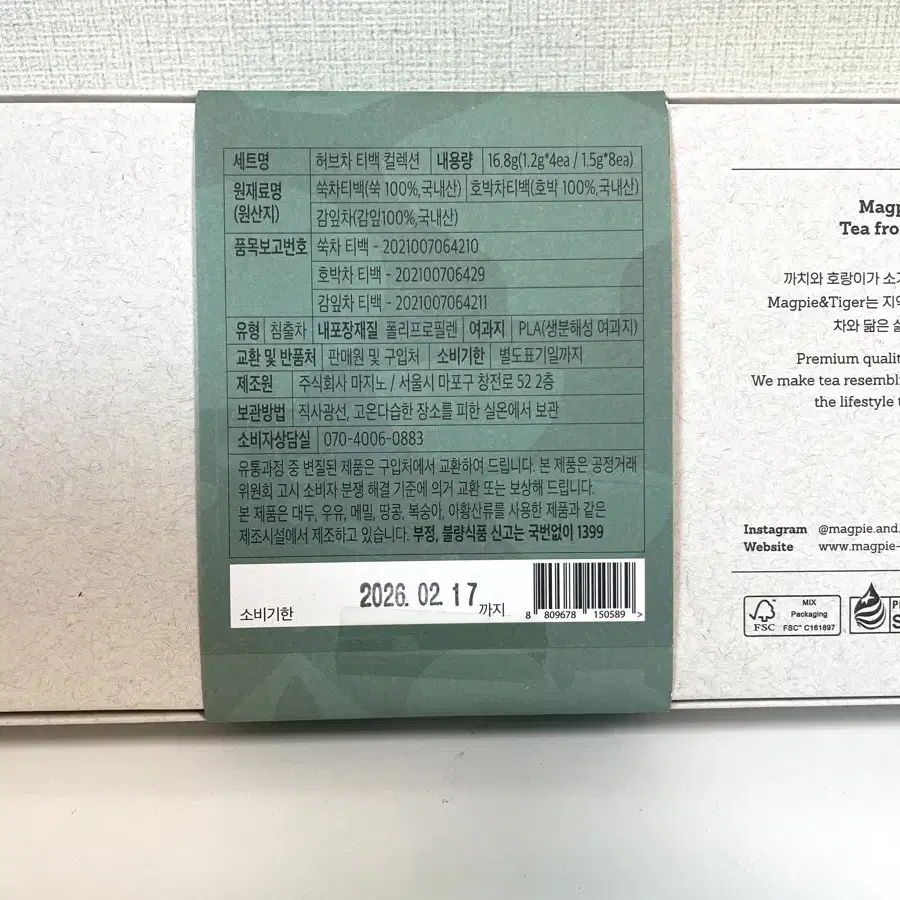 세트명 허브차 티백 컬렉션 내용량 16.8g(1.2g*4ea / 1.5g*8ea)
원재료명 (원산지) 쑥차티백(쑥 100%,국내산) 호박차티백(호박 100%,국내산)
감잎차(감잎100%,국내산)
품목보고번호 쑥차 티백 - 2021007064210
호박차 티백 - 202100706429
감잎차 티백 - 2021007064211
유형 침출차 내포장재질 폴리프로필렌 여과지 PLA(생분해성 여과지)
교환 및 반품처 판매원 및 구입처 소비기한 별도표기일까지
제조원 주식회사 마지노 / 서울시 마포구 창전로 52 2층
보관방법 직사광선, 고온다습한 장소를 피한 실온에서 보관
소비자상담실 070-4006-0883
유통과정 중 변질된 제품은 구입처에서 교환하여 드립니다. 본 제품은 공정거래
위원회 고시 소비자 분쟁 해결 기준에 의거 교환 또는 보상해 드립니다.
본 제품은 대두, 우유, 메밀, 땅콩, 복숭아, 아황산류를 사용한 제품과 같은
제조시설에서 제조하고 있습니다. 부정, 불량식품 신고는 국번없이 1399
소비기한 2026. 02. 17 까지
8 809678 150589 >
Magp
Tea fro
까치와 호랑이가 소
Magpie&Tiger는 지역
차와 닮은 삶
Premium qualit
We make tea resembli
the lifestyle t
Instagram @magpie.and.
Website www.magpie-
FSC
MIX
Packaging
FSC™ C161897